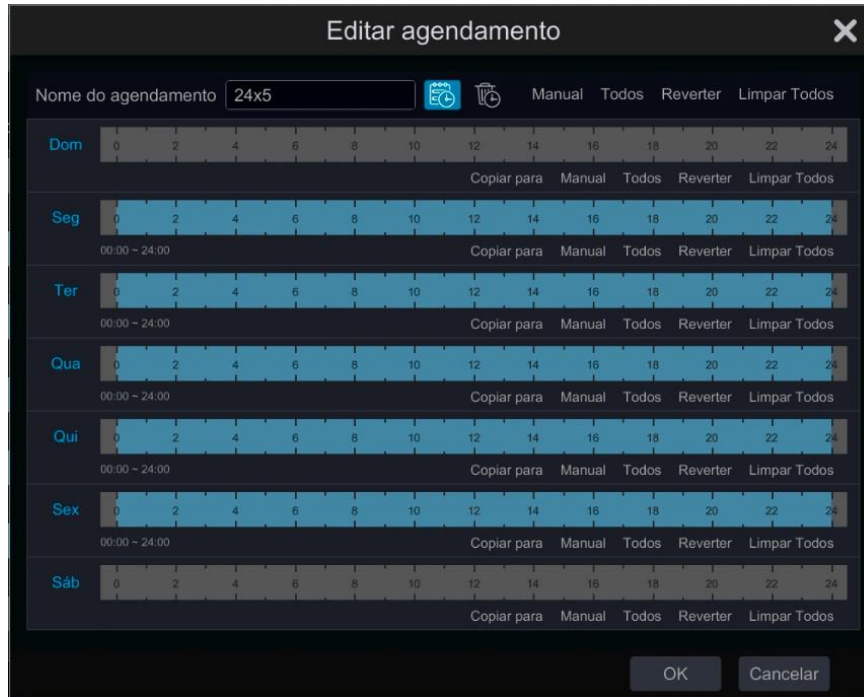 Editar agendamento
Nome do agendamento 24x5 Manual Todos Reverter Limpar Todos
Dom 0 2 4 6 8 10 12 14 16 18 20 22 24
Copiar para Manual Todos Reverter Limpar Todos
Seg 0 2 4 6 8 10 12 14 16 18 20 22 24
00:00 ~ 24:00 Copiar para Manual Todos Reverter Limpar Todos
Ter 0 2 4 6 8 10 12 14 16 18 20 22 24
00:00 ~ 24:00 Copiar para Manual Todos Reverter Limpar Todos
Qua 0 2 4 6 8 10 12 14 16 18 20 22 24
00:00 ~ 24:00 Copiar para Manual Todos Reverter Limpar Todos
Qui 0 2 4 6 8 10 12 14 16 18 20 22 24
00:00 ~ 24:00 Copiar para Manual Todos Reverter Limpar Todos
Sex 0 2 4 6 8 10 12 14 16 18 20 22 24
00:00 ~ 24:00 Copiar para Manual Todos Reverter Limpar Todos
Sáb 0 2 4 6 8 10 12 14 16 18 20 22 24
Copiar para Manual Todos Reverter Limpar Todos
OK Cancelar